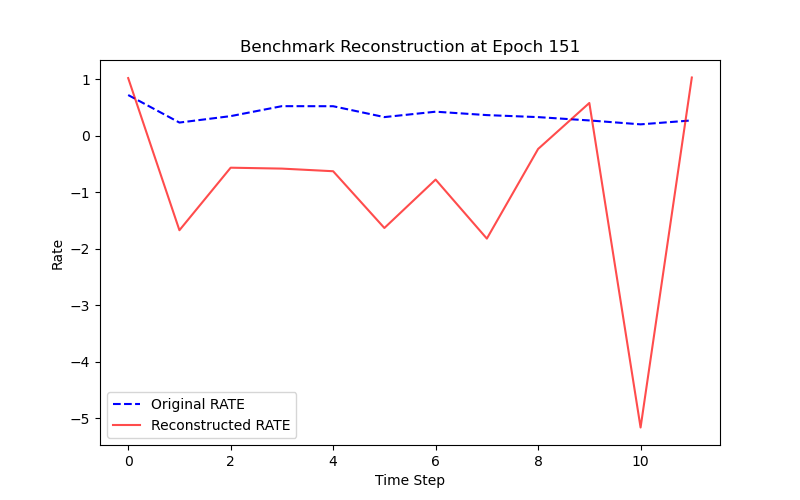 Benchmark Reconstruction at Epoch 151
Rate
1
0
−1
−2
−3
−4
−5
Original RATE
Reconstructed RATE
0 2 4 6 8 10
Time Step